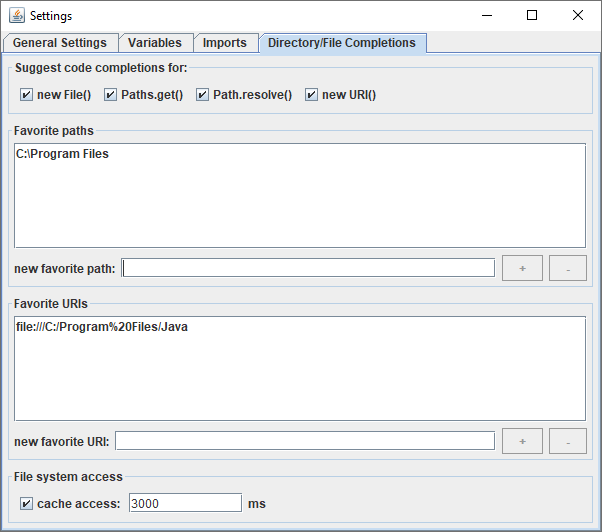 Settings
General Settings Variables Imports Directory/File Completions
Suggest code completions for:
new File() Paths.get() Path.resolve() new URI()
Favorite paths
C:\Program Files
new favorite path: + -
Favorite URIs
file:///C:/Program%20Files/Java
new favorite URI: + -
File system access
cache access: 3000 ms